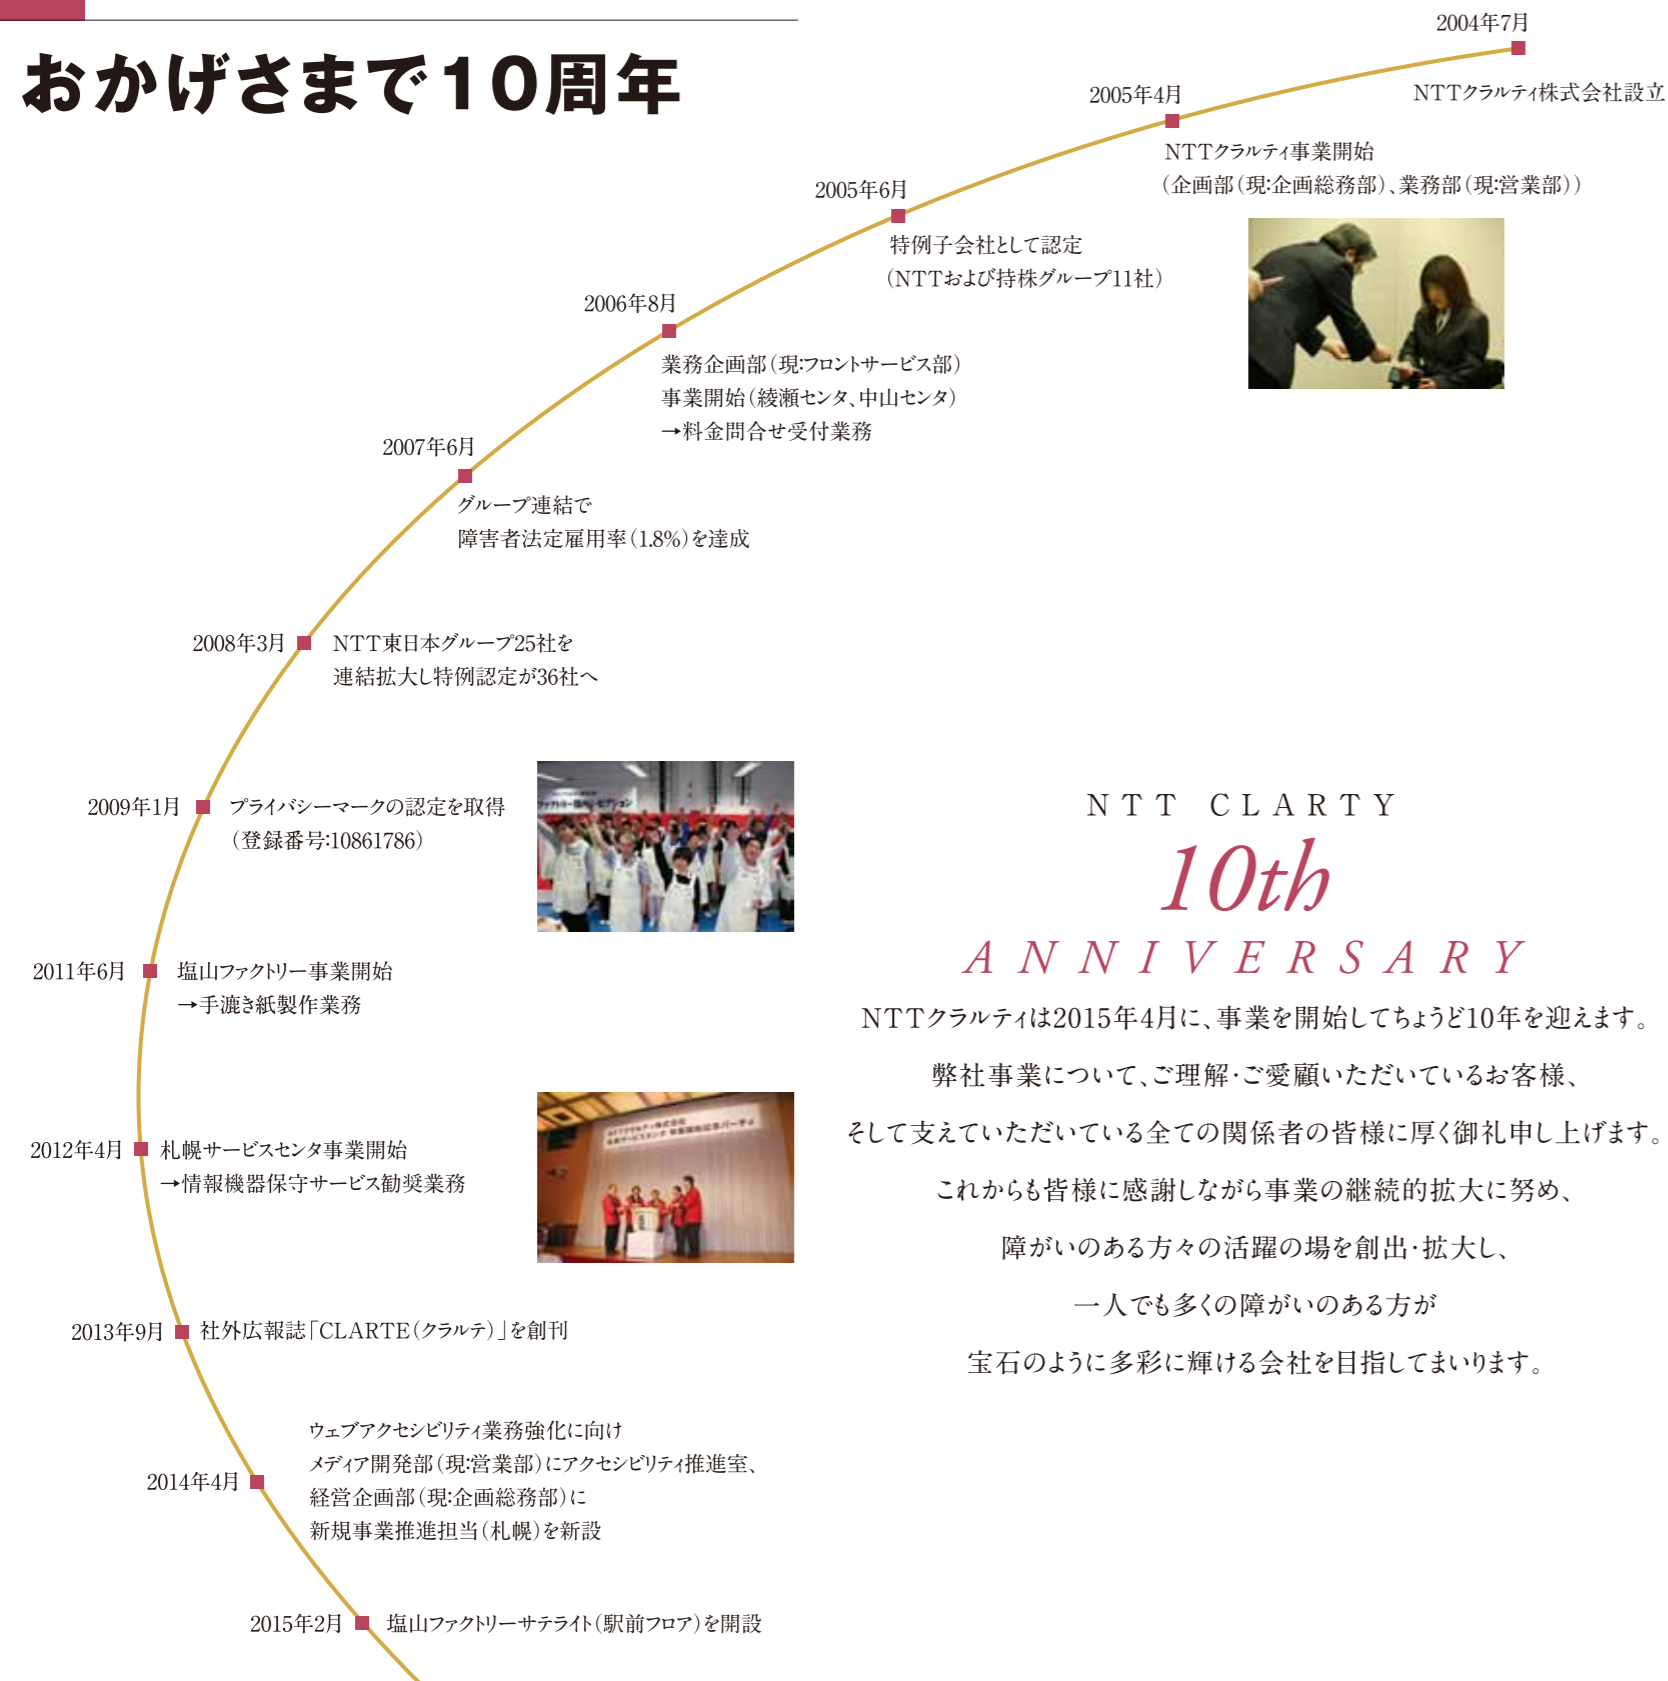 おかげさまで10周年
2004年7月
NTTクラルティ株式会社設立
2005年4月
NTTクラルティ事業開始
（企画部（現：企画総務部）、業務部（現：営業部））
2005年6月
特例子会社として認定
（NTTおよび持株グループ11社）
2006年8月
業務企画部（現：フロントサービス部）
事業開始（綾瀬センタ、中山センタ）
→料金問合せ受付業務
2007年6月
グループ連結で
障害者法定雇用率（1.8%）を達成
2008年3月
NTT東日本グループ25社を
連結拡大し特例認定が36社へ
2009年1月
プライバシーマークの認定を取得
（登録番号：10861786）
2011年6月
塩山ファクトリー事業開始
→手漉き紙製作業務
2012年4月
札幌サービスセンタ事業開始
→情報機器保守サービス勧奨業務
2013年9月
社外広報誌「CLARTE（クラルテ）」を創刊
2014年4月
ウェブアクセシビリティ業務強化に向け
メディア開発部（現：営業部）にアクセシビリティ推進室、
経営企画部（現：企画総務部）に
新規事業推進担当（札幌）を新設
2015年2月
塩山ファクトリーサテライト（駅前フロア）を開設
NTT CLARTY
10th
ANNIVERSARY
NTTクラルティは2015年4月に、事業を開始してちょうど10年を迎えます。
弊社事業について、ご理解・ご愛顧いただいているお客様、
そして支えていただいている全ての関係者の皆様に厚く御礼申し上げます。
これからも皆様に感謝しながら事業の継続的拡大に努め、
障がいのある方々の活躍の場を創出・拡大し、
一人でも多くの障がいのある方が
宝石のように多彩に輝ける会社を目指してまいります。